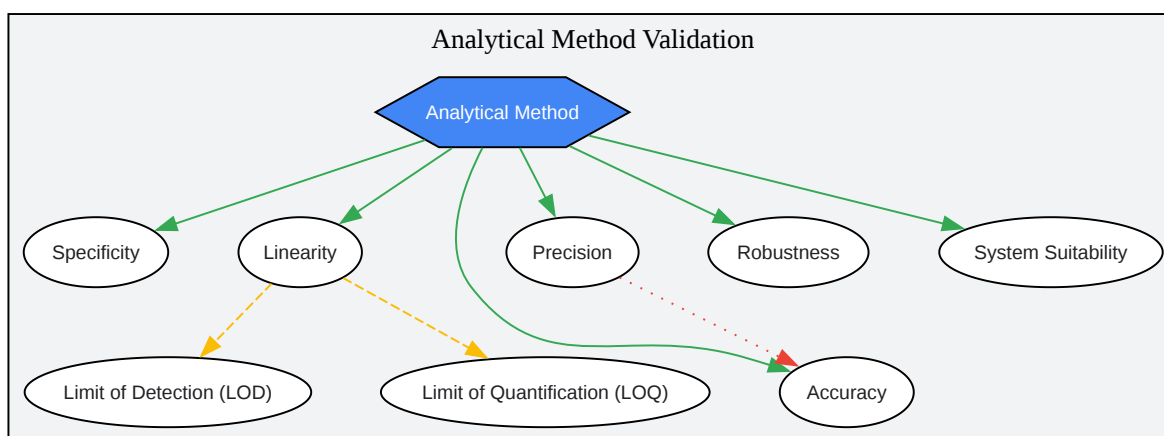 Analytical Method Validation
Analytical Method
Specificity
Linearity
Precision
Robustness
System Suitability
Limit of Detection (LOD)
Limit of Quantification (LOQ)
Accuracy